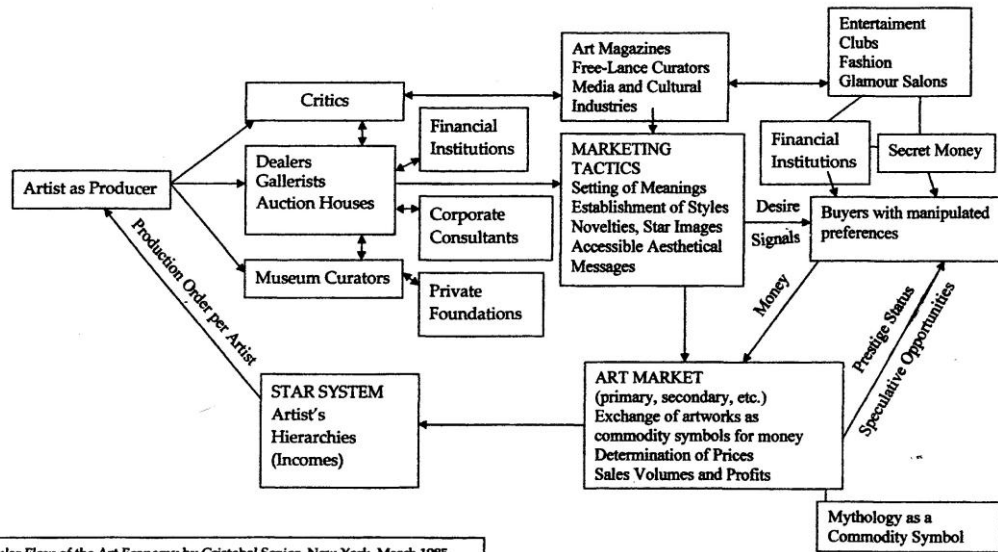 Entertaiment
Clubs
Fashion
Glamour Salons
Art Magazines
Free-Lance Curators
Media and Cultural
Industries
Critics
Financial
Institutions
Financial
Institutions
Secret Money
Dealers
Gallerists
Auction Houses
MARKETING
TACTICS
Setting of Meanings
Establishment of Styles
Novelties, Star Images
Accessible Aesthetical
Messages
Artist as Producer
Corporate
Consultants
Desire
Signals
Buyers with manipulated
preferences
Museum Curators
Private
Foundations
Production Order per Artist
Money
Prestige Status
Speculative Opportunities
STAR SYSTEM
Artist's
Hierarchies
(Incomes)
ART MARKET
(primary, secondary, etc.)
Exchange of artworks as
commodity symbols for money
Determination of Prices
Sales Volumes and Profits
Mythology as a
Commodity Symbol
Flow of the Art Economy by
New York, March 1985